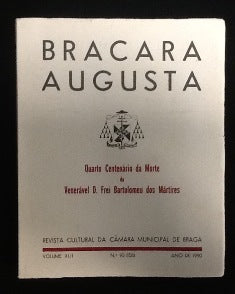 BRACARA
AUGUSTA
Quarto Centenário da Morte
do
Venerável D. Frei Bartolomeu dos Mártires
REVISTA CULTURAL DA CÂMARA MUNICIPAL DE BRAGA
VOLUME XLII
N.º 93
ANO DE 1990